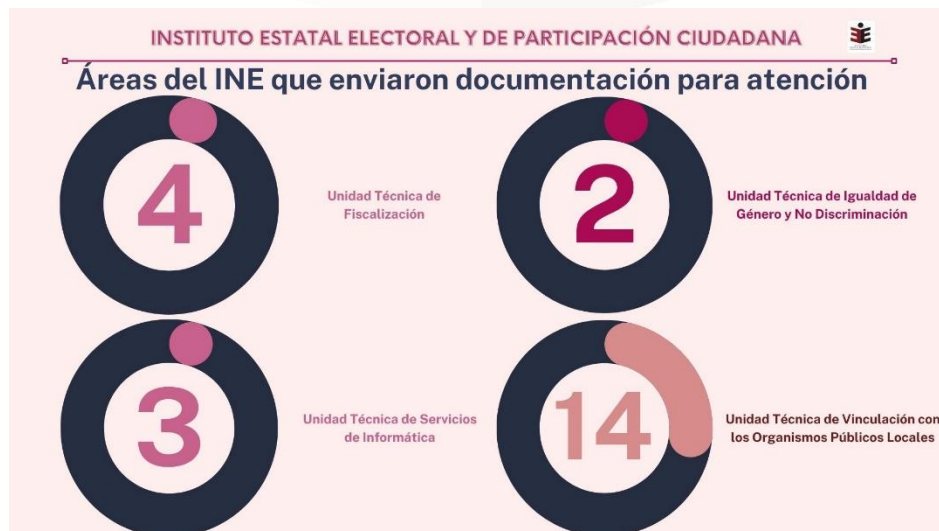 INSTITUTO ESTATAL ELECTORAL Y DE PARTICIPACIÓN CIUDADANA
Áreas del INE que enviaron documentación para atención
4
Unidad Técnica de
Fiscalización
2
Unidad Técnica de Igualdad de
Género y No Discriminación
3
Unidad Técnica de Servicios
de Informática
14
Unidad Técnica de Vinculación con
los Organismos Públicos Locales